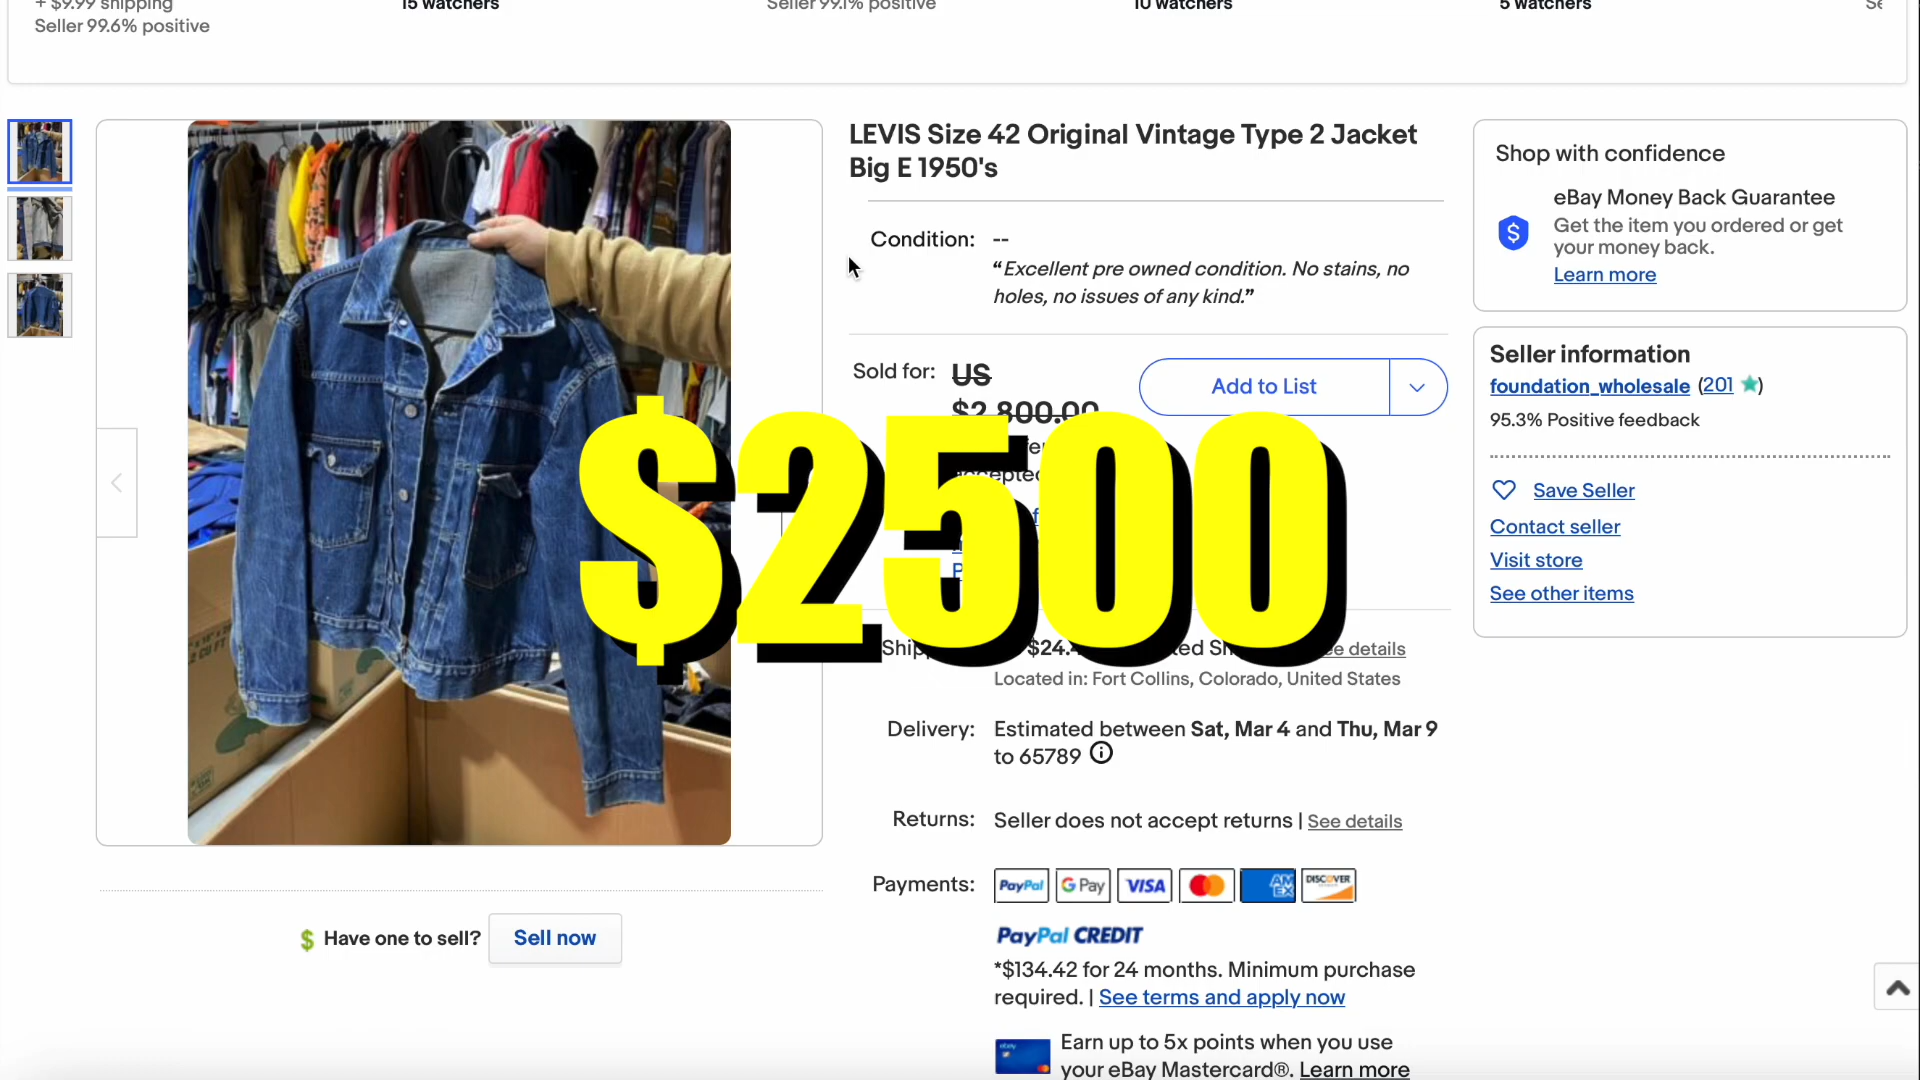 + $9.99 shipping
15 watchers
Seller 99.1% positive
10 watchers
5 watchers
Seller 99.6% positive
LEVIS Size 42 Original Vintage Type 2 Jacket
Big E 1950's
Condition: --
“Excellent pre owned condition. No stains, no
holes, no issues of any kind.”
Sold for: US
$2,800.00
Add to List
$2500
$24.
See details
Located in: Fort Collins, Colorado, United States
Delivery: Estimated between Sat, Mar 4 and Thu, Mar 9
to 65789
Returns: Seller does not accept returns | See details
Payments: PayPal G Pay VISA AMEX DISCOVER
PayPal CREDIT
*$134.42 for 24 months. Minimum purchase
required. | See terms and apply now
ebay
Earn up to 5x points when you use
your eBay Mastercard®. Learn more
Have one to sell? Sell now
Shop with confidence
eBay Money Back Guarantee
Get the item you ordered or get
your money back.
Learn more
Seller information
foundation_wholesale (201)
95.3% Positive feedback
Save Seller
Contact seller
Visit store
See other items